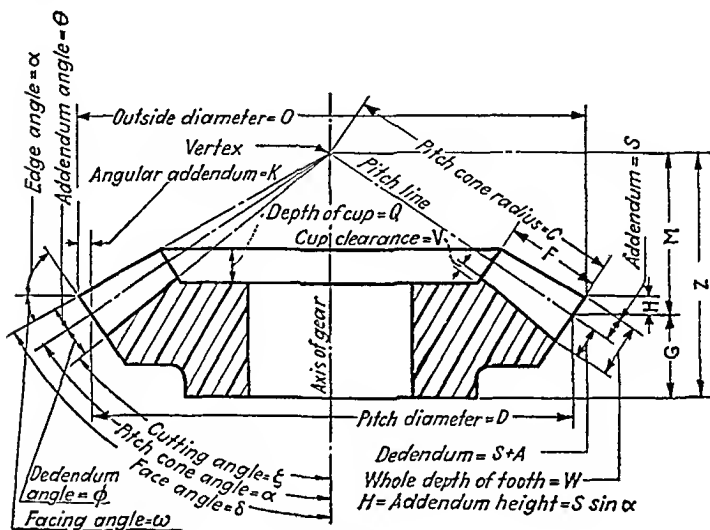 Edge angle = α
Addendum angle = θ
Outside diameter = O
Vertex
Angular addendum = K
Pitch line
Pitch cone radius = C
Addendum = S
Depth of cup = Q
Cup clearance = V
F
M
Z
H
G
Axis of gear
Pitch diameter = D
Cutting angle = ξ
Pitch cone angle = α
Face angle = δ
Dedendum
angle = ϕ
Facing angle = ω
Dedendum = S+A
Whole depth of tooth = W
H = Addendum height = S sin α